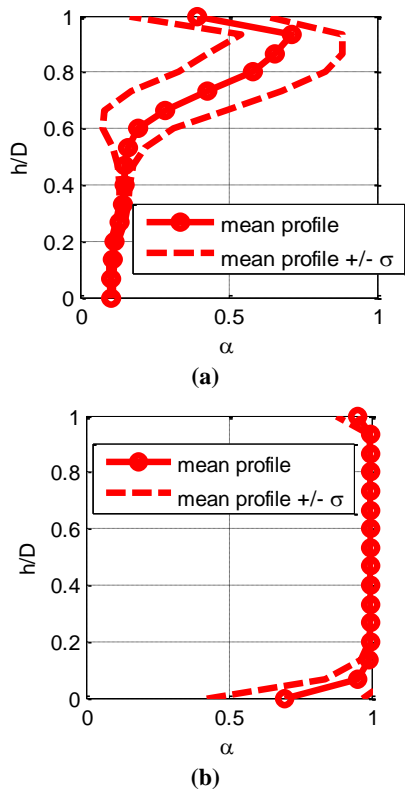 1
0.8
0.6
0.4
0.2
0
h/D
mean profile
mean profile +/- σ
0 0.5 1
α
(a)
1
0.8
0.6
0.4
0.2
0
h/D
mean profile
mean profile +/- σ
0 0.5 1
α
(b)